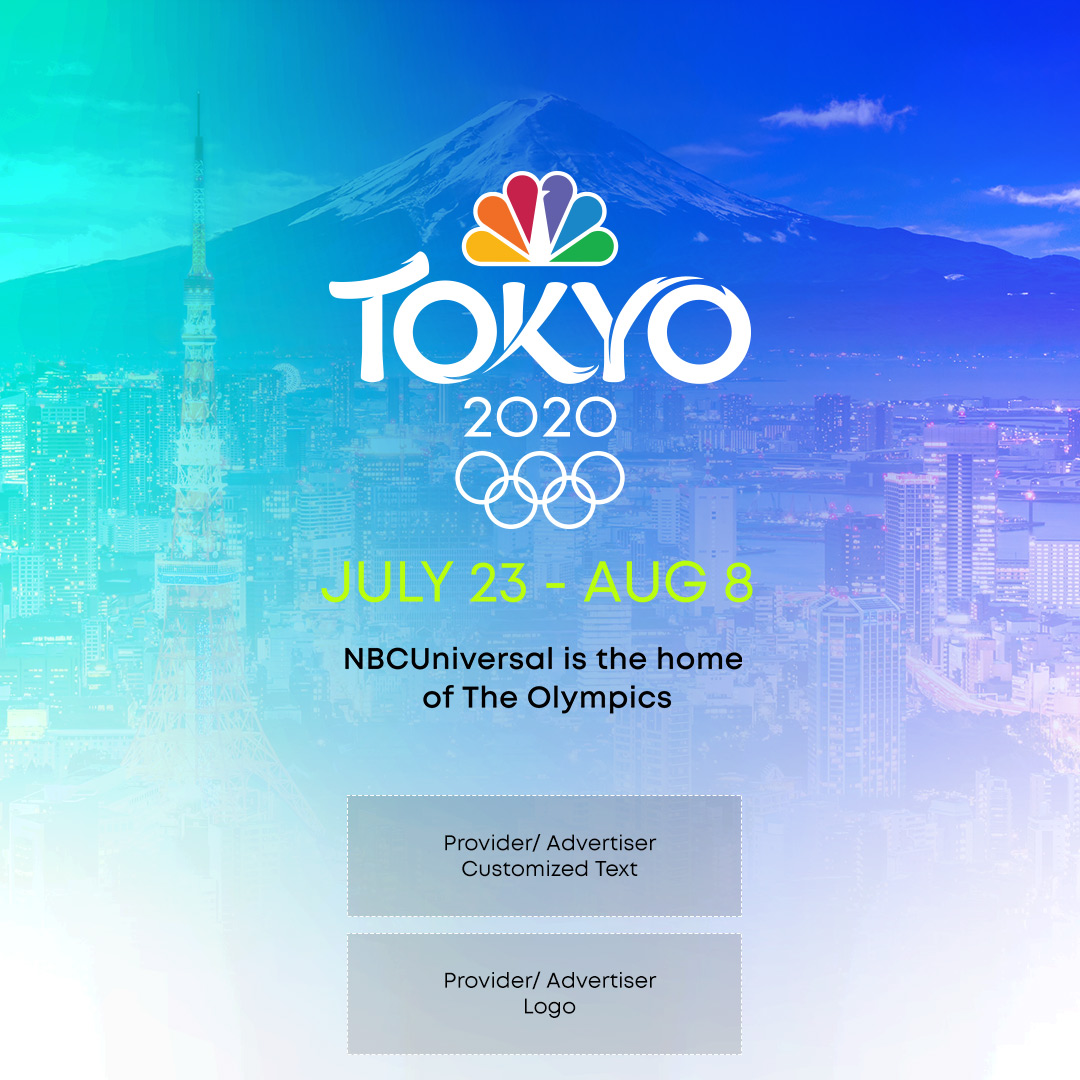 TOKYO
2020
JULY 23 - AUG 8
NBCUniversal is the home
of The Olympics
Provider/ Advertiser
Customized Text
Provider/ Advertiser
Logo